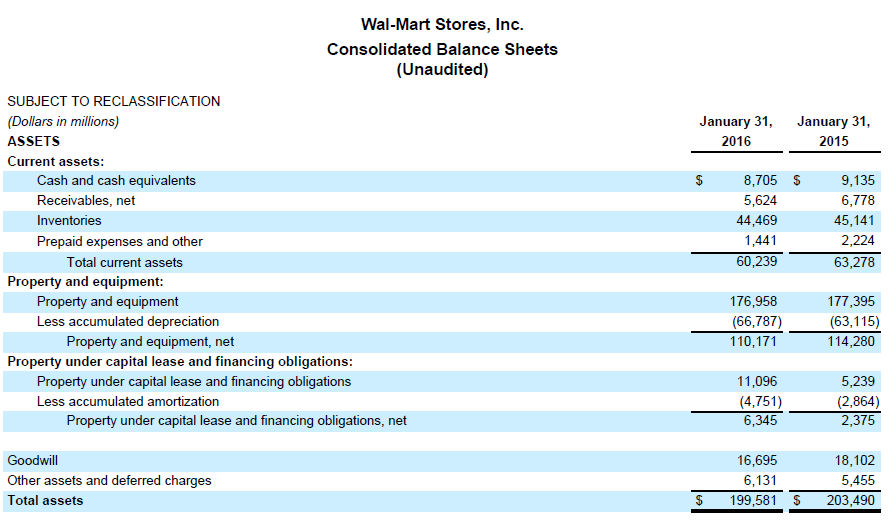 Wal-Mart Stores, Inc.
Consolidated Balance Sheets
(Unaudited)
SUBJECT TO RECLASSIFICATION
(Dollars in millions) January 31, January 31,
ASSETS 2016 2015
Current assets:
Cash and cash equivalents $ 8,705 $ 9,135
Receivables, net 5,624 6,778
Inventories 44,469 45,141
Prepaid expenses and other 1,441 2,224
Total current assets 60,239 63,278
Property and equipment:
Property and equipment 176,958 177,395
Less accumulated depreciation (66,787) (63,115)
Property and equipment, net 110,171 114,280
Property under capital lease and financing obligations:
Property under capital lease and financing obligations 11,096 5,239
Less accumulated amortization (4,751) (2,864)
Property under capital lease and financing obligations, net 6,345 2,375
Goodwill 16,695 18,102
Other assets and deferred charges 6,131 5,455
Total assets $ 199,581 $ 203,490